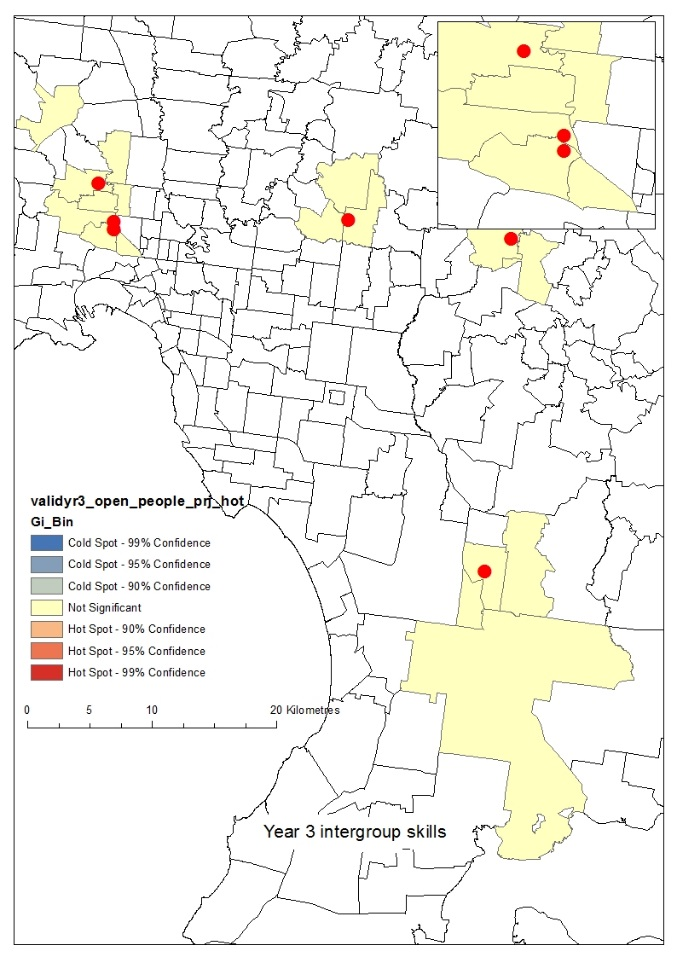 validyr3_open_people_prj_hot
Gi_Bin
Cold Spot - 99% Confidence
Cold Spot - 95% Confidence
Cold Spot - 90% Confidence
Not Significant
Hot Spot - 90% Confidence
Hot Spot - 95% Confidence
Hot Spot - 99% Confidence
0 5 10 20 Kilometres
Year 3 intergroup skills